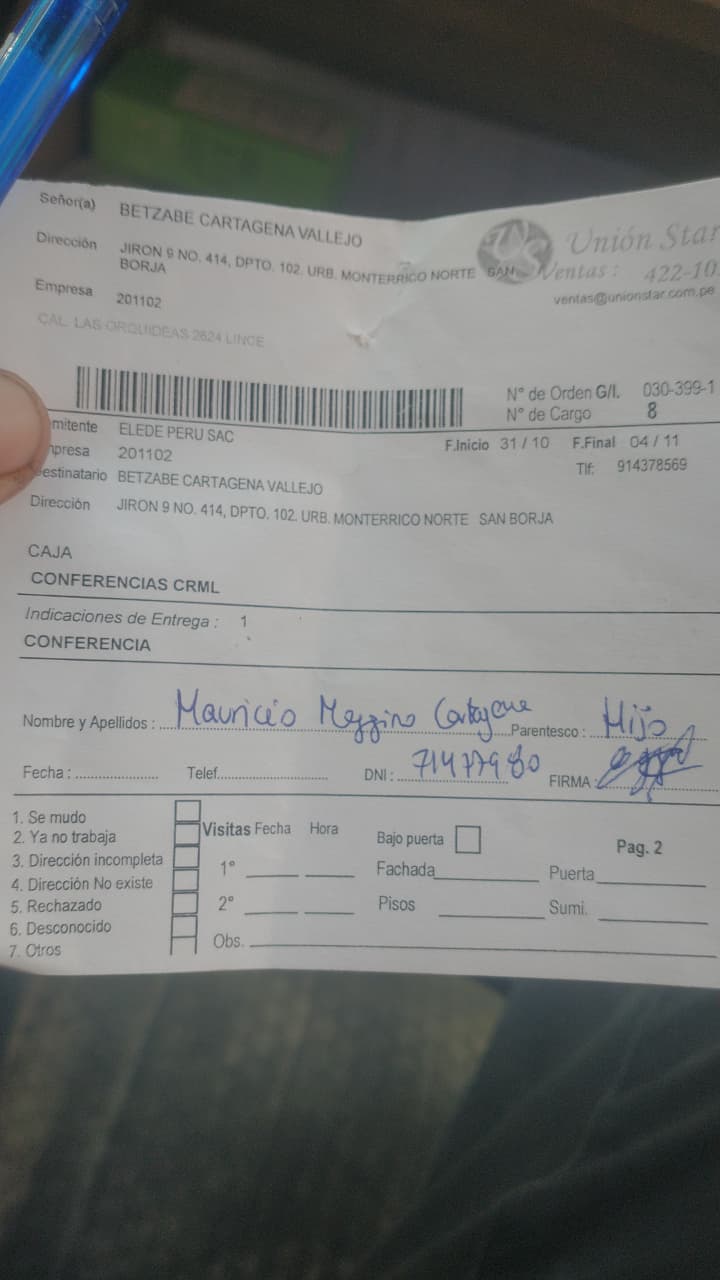 Señor(a) BETZABE CARTAGENA VALLEJO
Dirección JIRON 9 NO. 414, DPTO. 102. URB. MONTERRICO NORTE SAN
BORJA
Empresa 201102
CAL. LAS ORQUIDEAS 2624 LINCE
Unión Star
Ventas : 422-10
ventas@unionstar.com.pe
N° de Orden G/I. 030-399-1
N° de Cargo 8
mitente ELEDE PERU SAC
F.Inicio 31 / 10 F.Final 04 / 11
mpresa 201102
Tlf: 914378569
estinatario BETZABE CARTAGENA VALLEJO
Dirección JIRON 9 NO. 414, DPTO. 102. URB. MONTERRICO NORTE SAN BORJA
CAJA
CONFERENCIAS CRML
Indicaciones de Entrega : 1
CONFERENCIA
Nombre y Apellidos : Mauricio Cartagena Parentesco : Hijo
Fecha : Telef. DNI : FIRMA :
1. Se mudo
2. Ya no trabaja
3. Dirección incompleta
4. Dirección No existe
5. Rechazado
6. Desconocido
7. Otros
Visitas Fecha Hora
1°
2°
Obs.
Bajo puerta
Pag. 2
Fachada Puerta
Pisos Sumi.